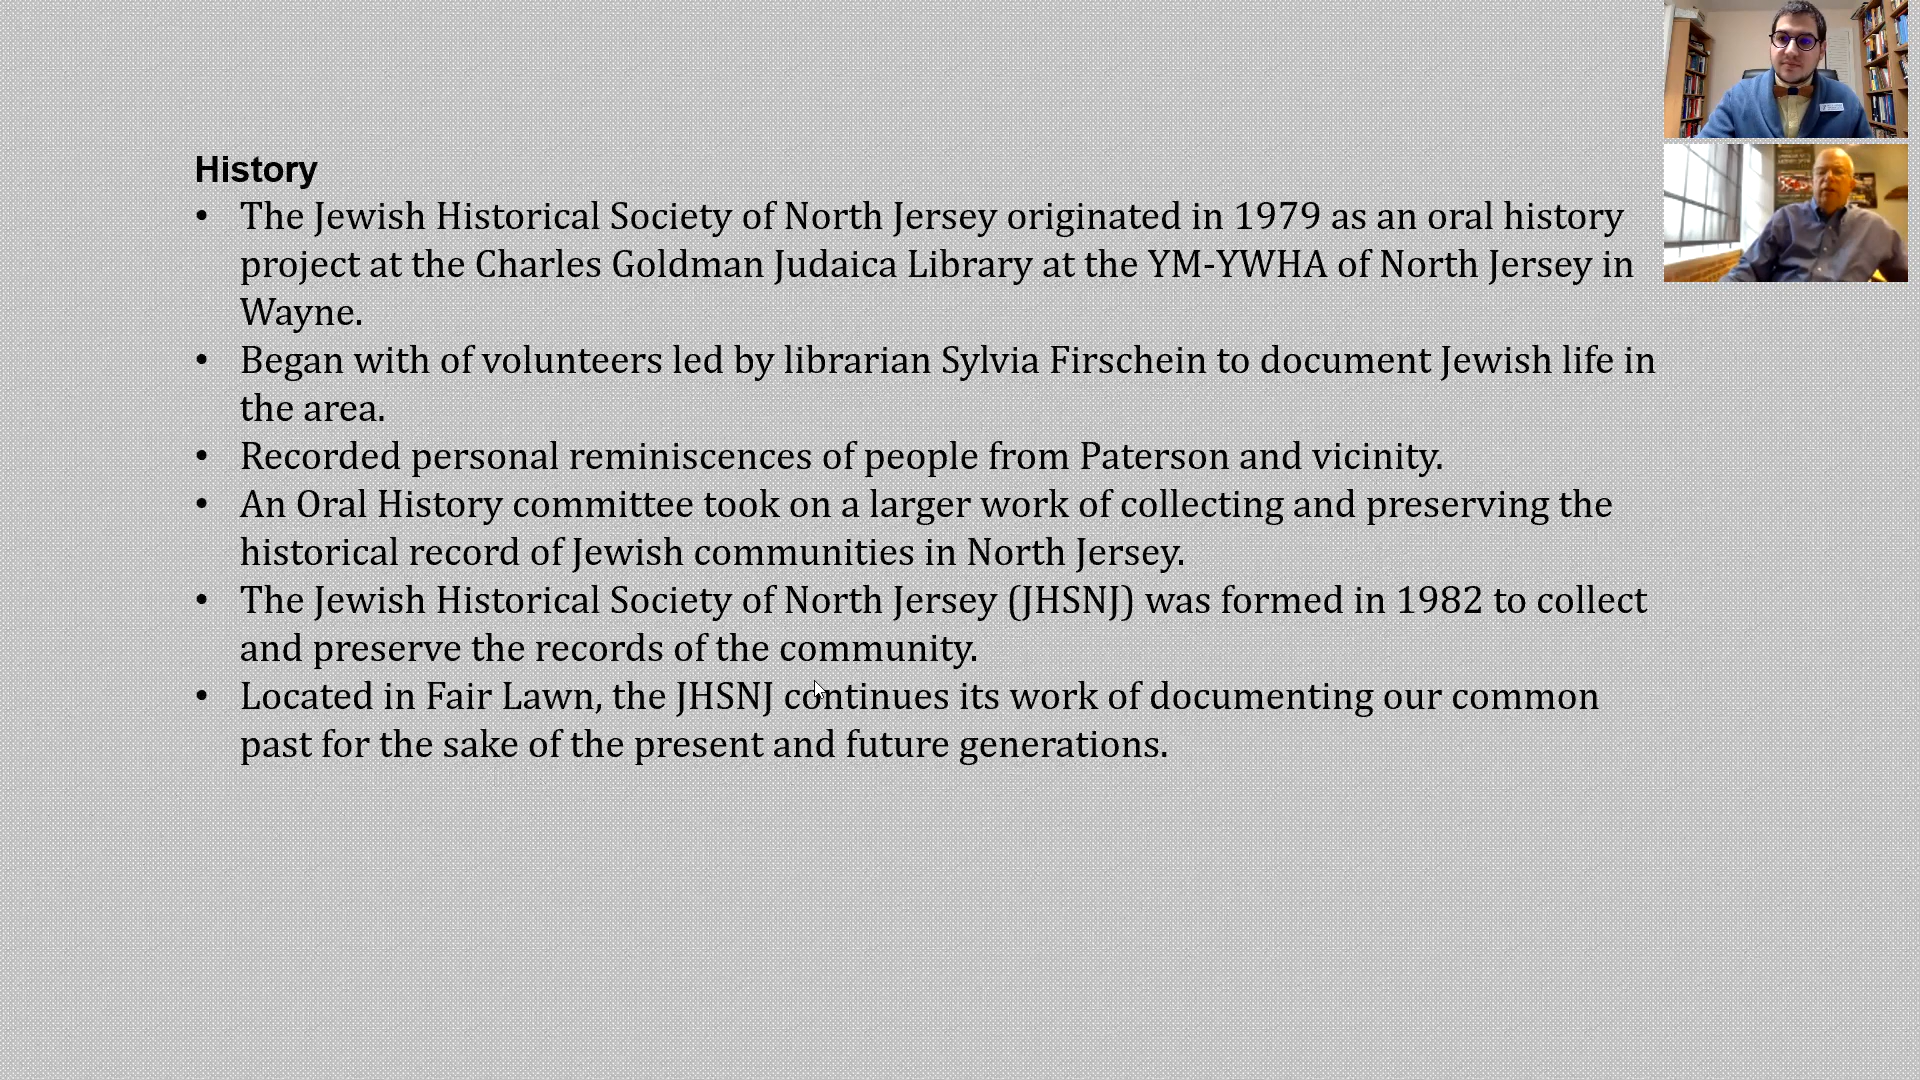 History
• The Jewish Historical Society of North Jersey originated in 1979 as an oral history
project at the Charles Goldman Judaica Library at the YM-YWHA of North Jersey in
Wayne.
• Began with of volunteers led by librarian Sylvia Firschein to document Jewish life in
the area.
• Recorded personal reminiscences of people from Paterson and vicinity.
• An Oral History committee took on a larger work of collecting and preserving the
historical record of Jewish communities in North Jersey.
• The Jewish Historical Society of North Jersey (JHSNJ) was formed in 1982 to collect
and preserve the records of the community.
• Located in Fair Lawn, the JHSNJ continues its work of documenting our common
past for the sake of the present and future generations.